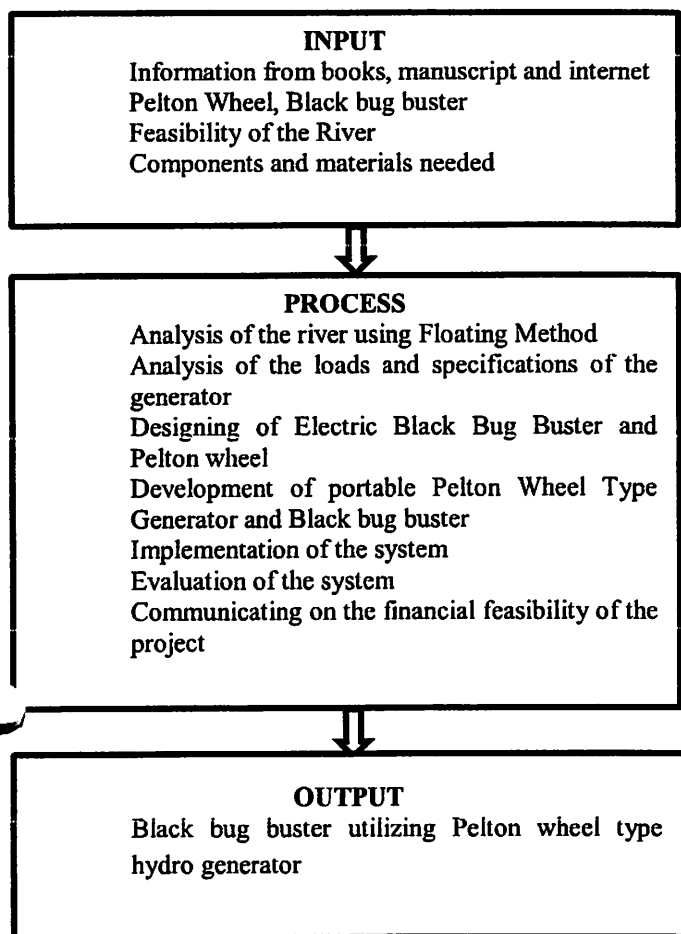 INPUT
Information from books, manuscript and internet
Pelton Wheel, Black bug buster
Feasibility of the River
Components and materials needed
PROCESS
Analysis of the river using Floating Method
Analysis of the loads and specifications of the
generator
Designing of Electric Black Bug Buster and
Pelton wheel
Development of portable Pelton Wheel Type
Generator and Black bug buster
Implementation of the system
Evaluation of the system
Communicating on the financial feasibility of the
project
OUTPUT
Black bug buster utilizing Pelton wheel type
hydro generator